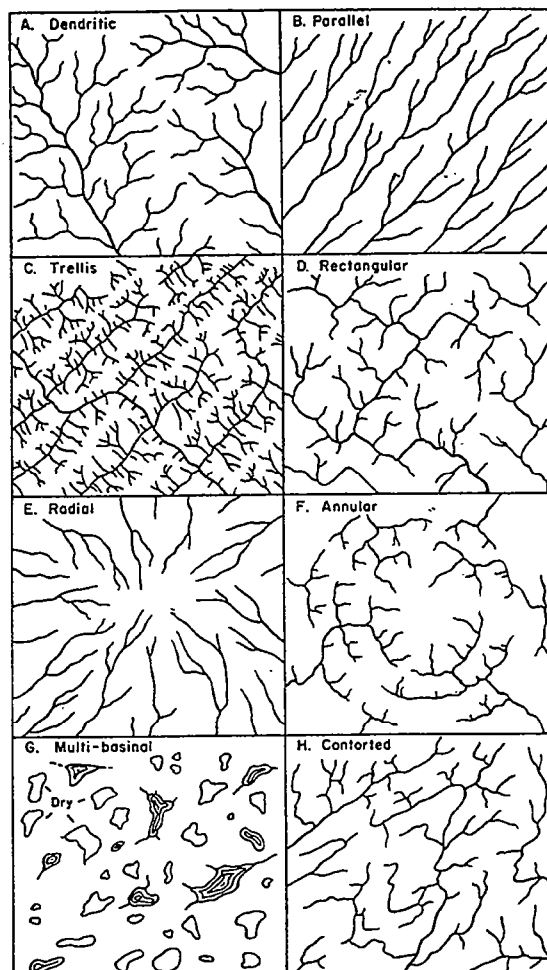 A. Dendritic
B. Parallel
C. Trellis
D. Rectangular
E. Radial
F. Annular
G. Multi-basinal
Dry
H. Contorted